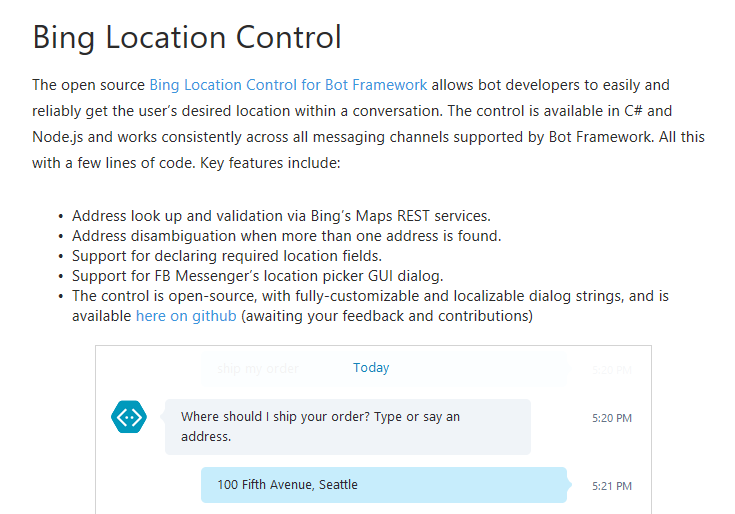 Bing Location Control
The open source Bing Location Control for Bot Framework allows bot developers to easily and
reliably get the user's desired location within a conversation. The control is available in C# and
Node.js and works consistently across all messaging channels supported by Bot Framework. All this
with a few lines of code. Key features include:
• Address look up and validation via Bing's Maps REST services.
• Address disambiguation when more than one address is found.
• Support for declaring required location fields.
• Support for FB Messenger's location picker GUI dialog.
• The control is open-source, with fully-customizable and localizable dialog strings, and is
available here on github (awaiting your feedback and contributions)
ship my order Today 5:20 PM
Where should I ship your order? Type or say an 5:20 PM
address.
100 Fifth Avenue, Seattle 5:21 PM